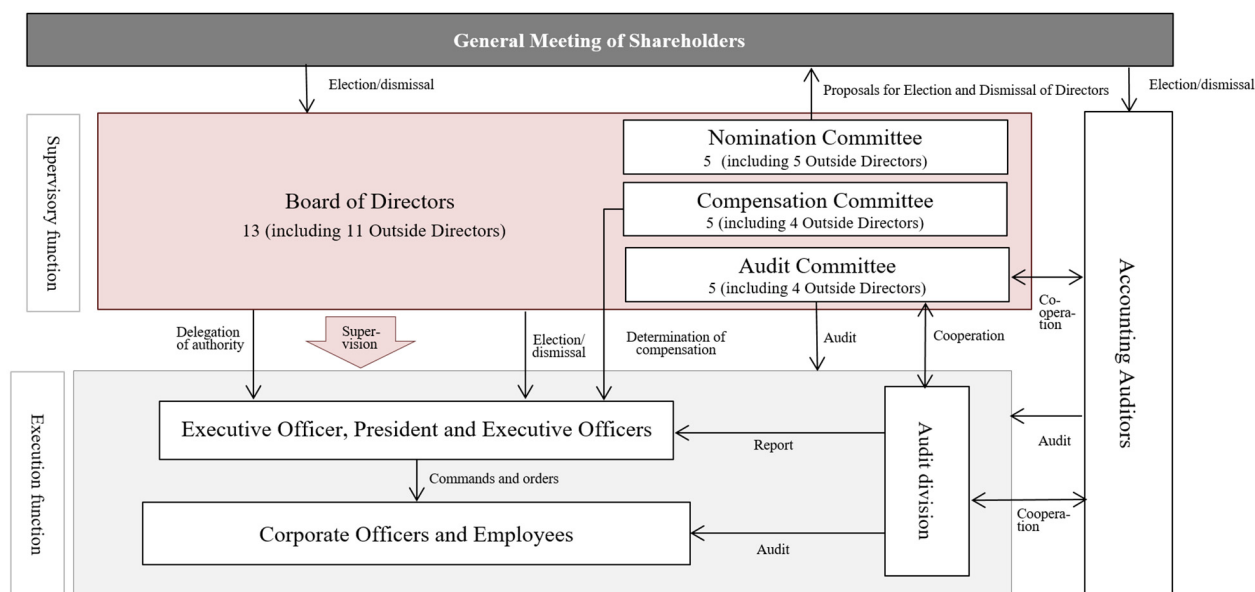 General Meeting of Shareholders
Election/dismissal
Proposals for Election and Dismissal of Directors
Election/dismissal
Supervisory function
Board of Directors
13 (including 11 Outside Directors)
Nomination Committee
5 (including 5 Outside Directors)
Compensation Committee
5 (including 4 Outside Directors)
Audit Committee
5 (including 4 Outside Directors)
Accounting Auditors
Co-
opera-
tion
Delegation
of authority
Super-
vision
Election/
dismissal
Determination of
compensation
Audit
Cooperation
Execution function
Executive Officer, President and Executive Officers
Report
Audit division
Audit
Commands and orders
Corporate Officers and Employees
Audit
Coopera-
tion